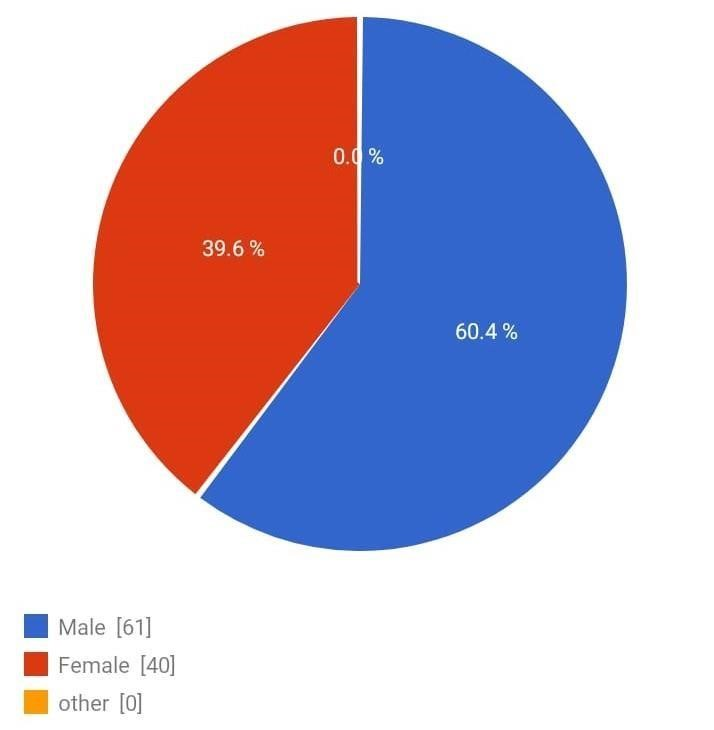 0.0 %
39.6 %
60.4 %
Male [61]
Female [40]
other [0]